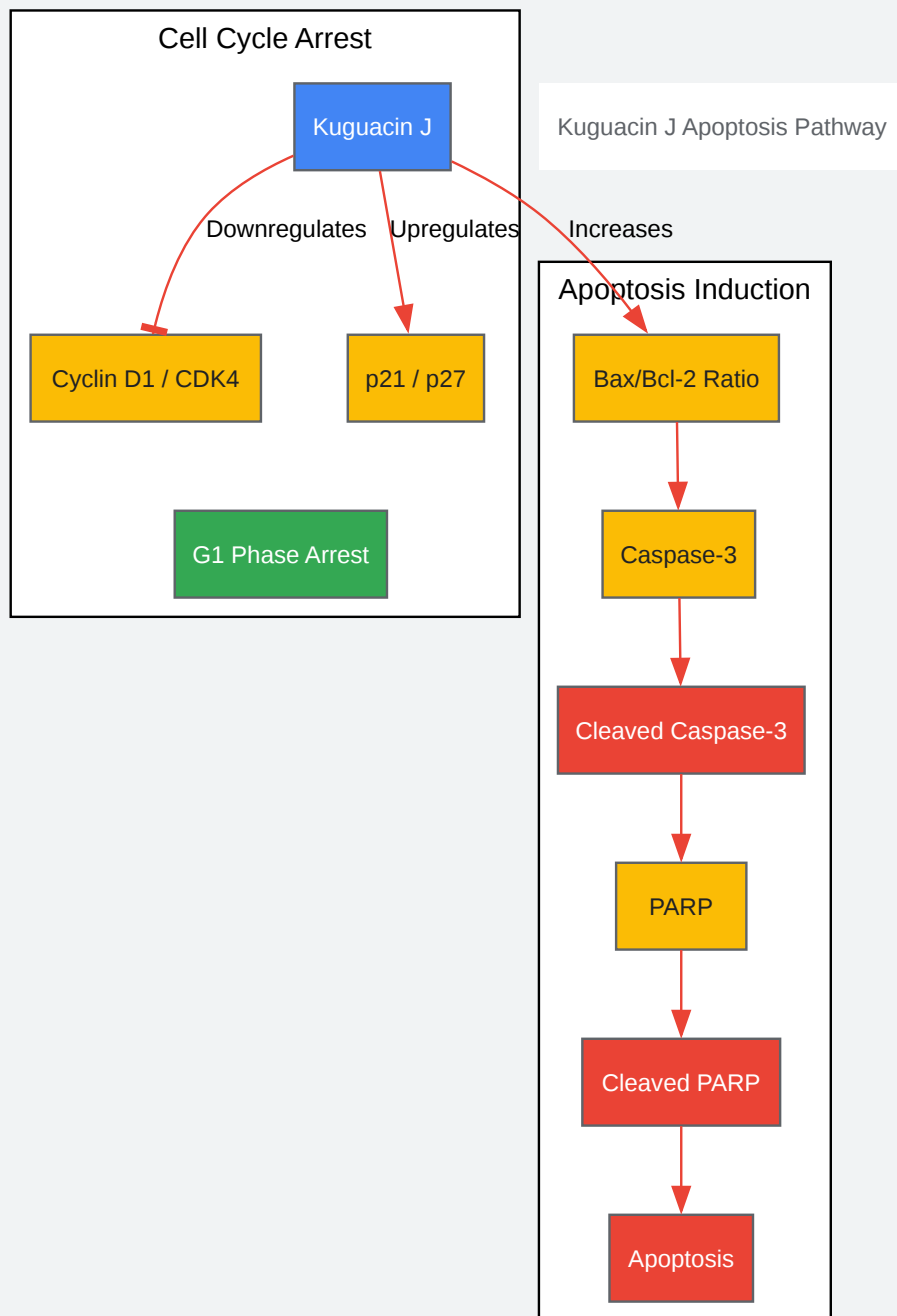 Cell Cycle Arrest
Kuguacin J
Kuguacin J Apoptosis Pathway
Downregulates
Upregulates
Increases
Apoptosis Induction
Cyclin D1 / CDK4
p21 / p27
Bax/Bcl-2 Ratio
G1 Phase Arrest
Caspase-3
Cleaved Caspase-3
PARP
Cleaved PARP
Apoptosis